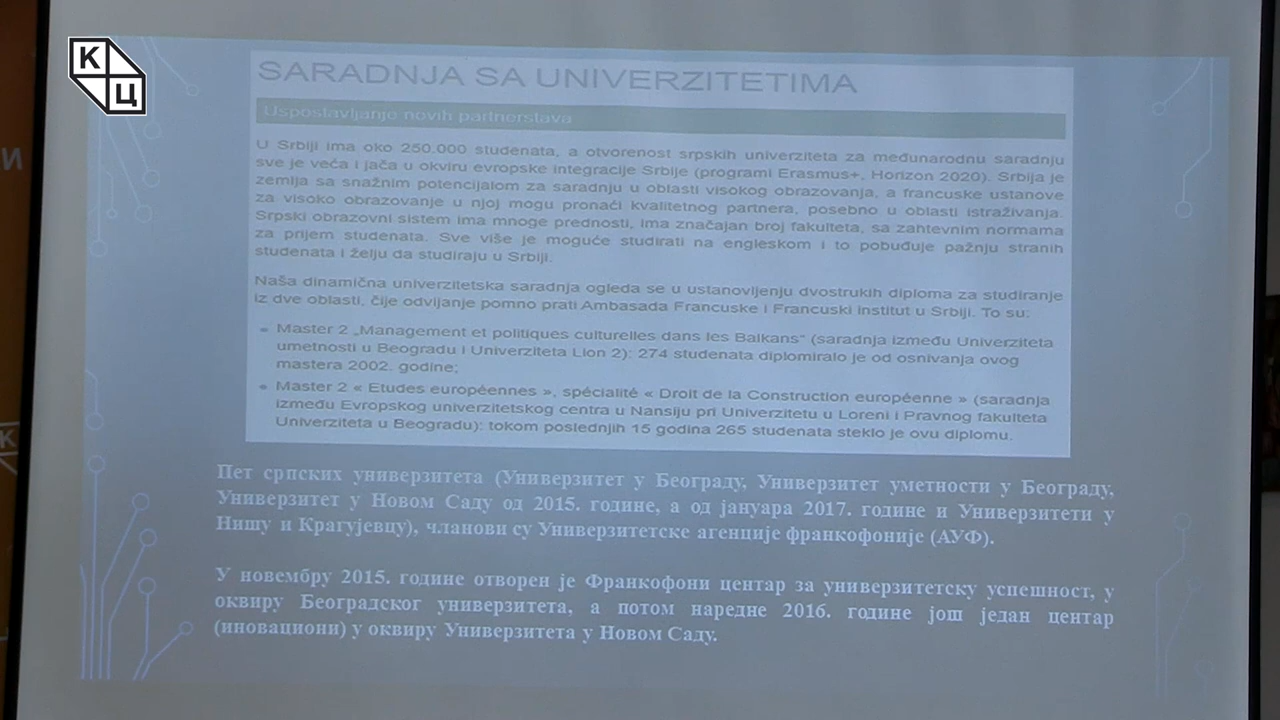 К
Ц
И
К
SARADNJA SA UNIVERZITETIMA
Uspostavljanje novih partnerstava
U Srbiji ima oko 250.000 studenata, a otvorenost srpskih univerziteta za međunarodnu saradnju
sve je veća i jača u okviru evropske integracije Srbije (programi Erasmus+, Horizon 2020). Srbija je
zemlja sa snažnim potencijalom za saradnju u oblasti visokog obrazovanja, a francuske ustanove
za visoko obrazovanje u njoj mogu pronaći kvalitetnog partnera, posebno u oblasti istraživanja.
Srpski obrazovni sistem ima mnoge prednosti, ima značajan broj fakulteta, sa zahtevnim normama
za prijem studenata. Sve više je moguće studirati na engleskom i to pobuđuje pažnju stranih
studenata i želju da studiraju u Srbiji.
Naša dinamična univerzitetska saradnja ogleda se u ustanovljenju dvostrukih diploma za studiranje
iz dve oblasti, čije odvijanje pomno prati Ambasada Francuske i Francuski institut u Srbiji. To su:
• Master 2 „Management et politiques culturelles dans les Balkans“ (saradnja između Univerziteta
umetnosti u Beogradu i Univerziteta Lion 2): 274 studenata diplomiralo je od osnivanja ovog
mastera 2002. godine;
• Master 2 « Etudes européennes », spécialité « Droit de la Construction européenne » (saradnja
između Evropskog univerzitetskog centra u Nansiju pri Univerzitetu u Loreni i Pravnog fakulteta
Univerziteta u Beogradu): tokom poslednjih 15 godina 265 studenata steklo je ovu diplomu.
Пет српских универзитета (Универзитет у Београду, Универзитет уметности у Београду,
Универзитет у Новом Саду од 2015. године, а од јануара 2017. године и Универзитети у
Нишу и Крагујевцу), чланови су Универзитетске агенције франкофоније (АУФ).
У новембру 2015. године отворен је Франкофони центар за универзитетску успешност, у
оквиру Београдског универзитета, а потом наредне 2016. године још један центар
(иновациони) у оквиру Универзитета у Новом Саду.